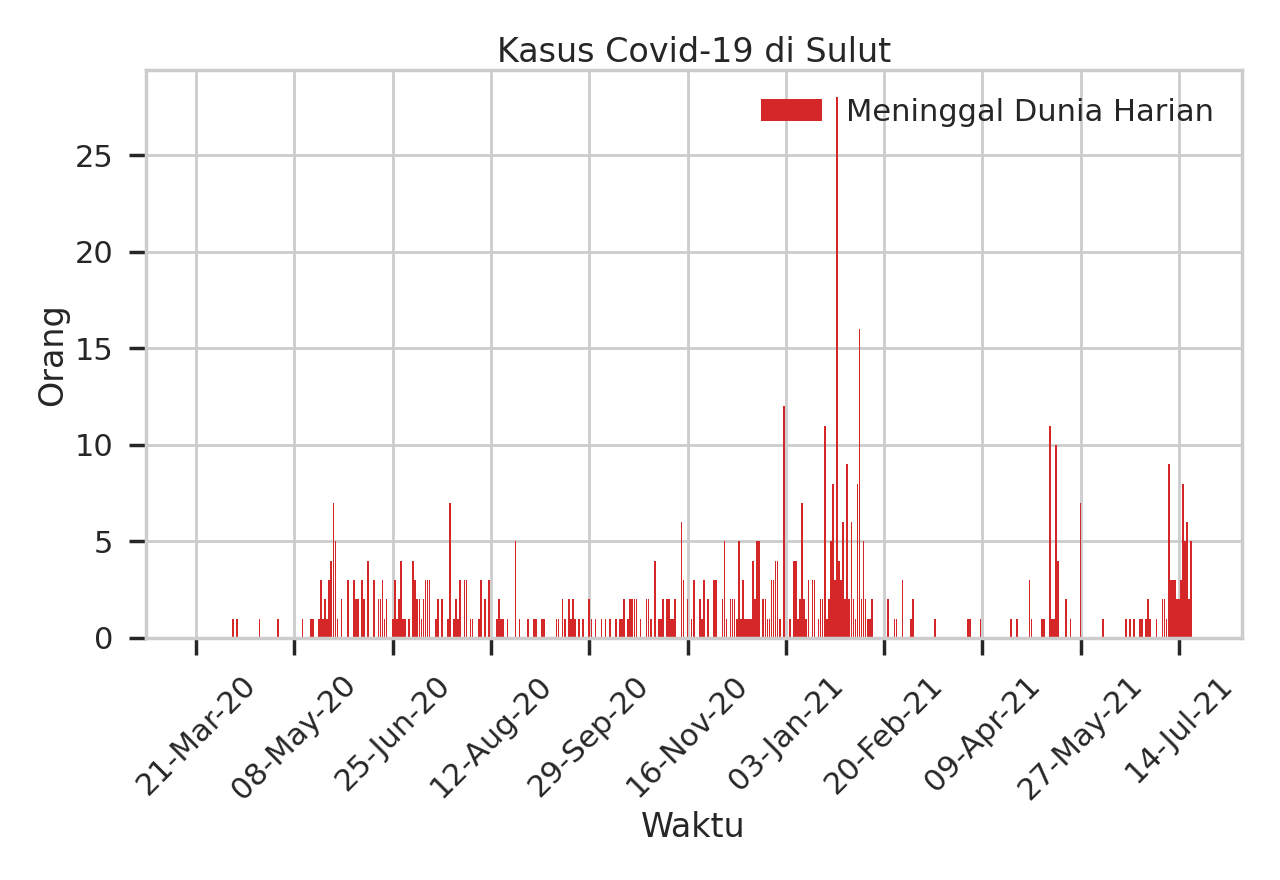 Kasus Covid-19 di Sulut
Meninggal Dunia Harian
Orang
25
20
15
10
5
0
21-Mar-20
08-May-20
25-Jun-20
12-Aug-20
29-Sep-20
16-Nov-20
03-Jan-21
20-Feb-21
09-Apr-21
27-May-21
14-Jul-21
Waktu